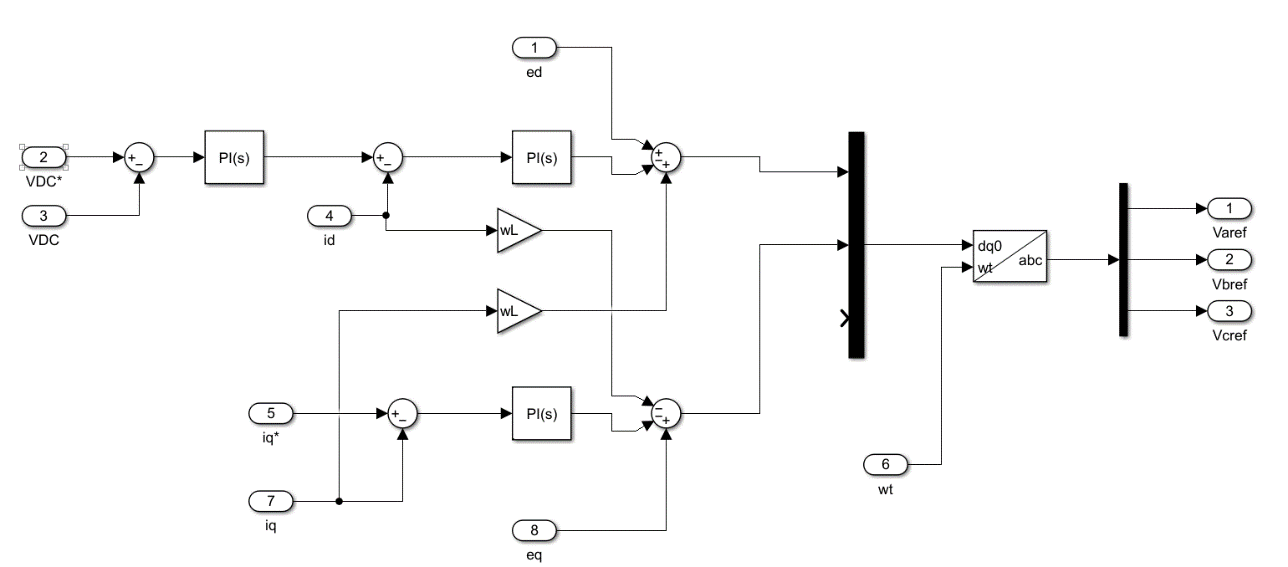 1
ed
2
VDC*
+
−
PI(s)
+
−
PI(s)
+
−
+
3
VDC
4
id
wL
wL
dq0
wt
abc
1
Varef
2
Vbref
3
Vcref
5
iq*
+
−
PI(s)
−
−
+
6
wt
7
iq
8
eq